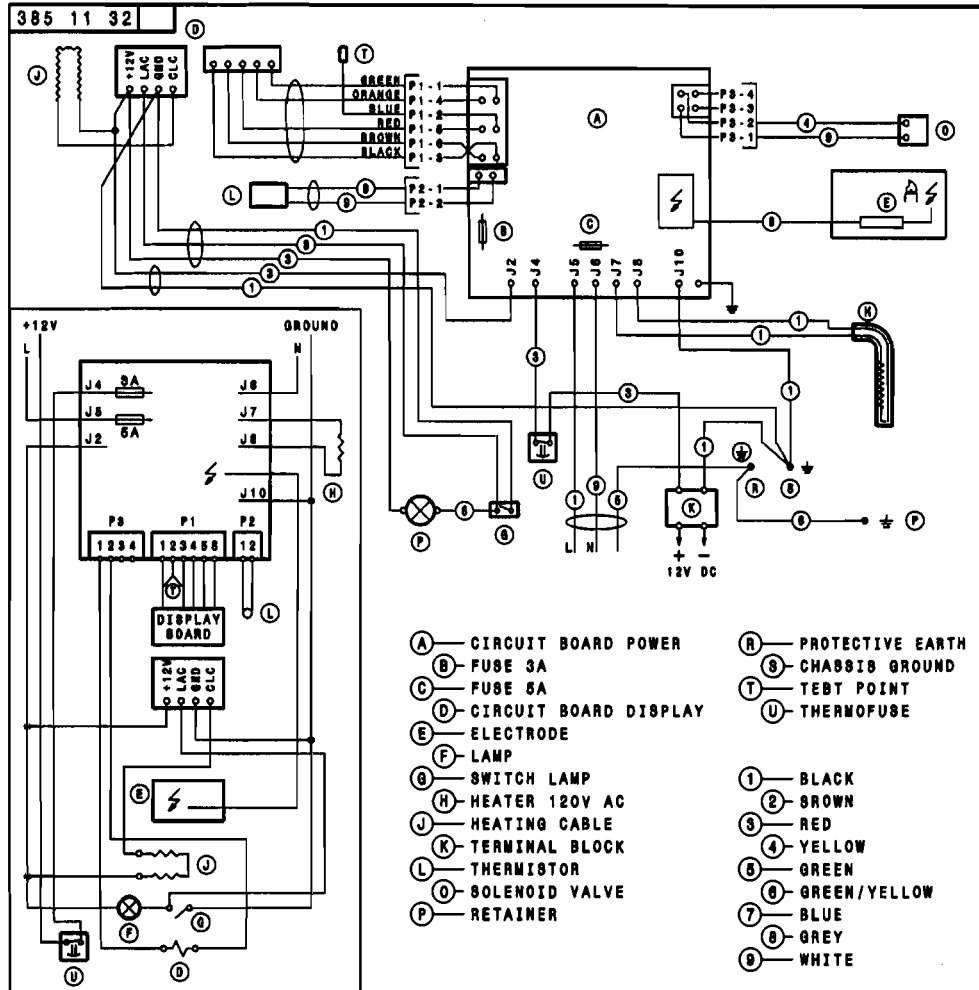 385 11 32
D
J
+12V
LAC
GND
CLC
T
GREEN
ORANGE
BLUE
RED
BROWN
BLACK
P1-1
P1-4
P1-2
P1-5
P1-6
P1-3
A
P3-4
P3-3
P3-2
P3-1
4
9
O
L
8
9
P2-1
P2-2
B
C
E
8
J2
J4
J5
J6
J7
J8
J10
1
9
3
3
1
1
1
H
3
3
1
1
U
1
9
5
L N
K
+ -
12V DC
R
S
6
P
P
6
G
+12V
GROUND
L
N
J4
3A
J5
5A
J2
J6
J7
J8
H
J10
P3
P1
P2
1234
123456
12
T
L
DISPLAY
BOARD
+12V
LAC
GND
CLC
E
J
F
G
U
D
A CIRCUIT BOARD POWER
B FUSE 3A
C FUSE 5A
D CIRCUIT BOARD DISPLAY
E ELECTRODE
F LAMP
G SWITCH LAMP
H HEATER 120V AC
J HEATING CABLE
K TERMINAL BLOCK
L THERMISTOR
O SOLENOID VALVE
P RETAINER
R PROTECTIVE EARTH
S CHASSIS GROUND
T TEBT POINT
U THERMOFUSE
1 BLACK
2 BROWN
3 RED
4 YELLOW
5 GREEN
6 GREEN/YELLOW
7 BLUE
8 GREY
9 WHITE